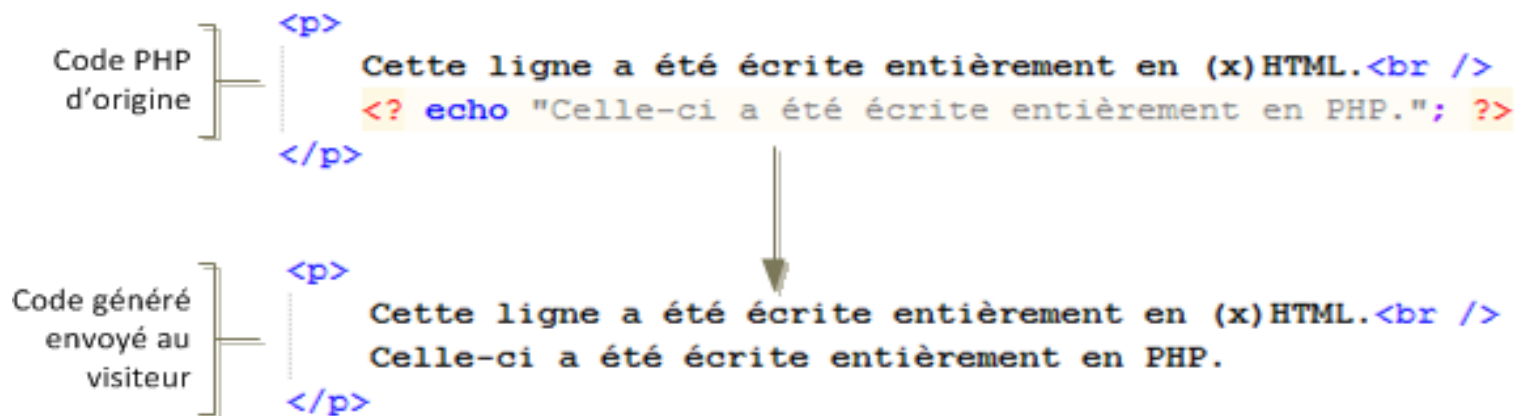 <p>
Code PHP
d'origine
Cette ligne a été écrite entièrement en (x)HTML.<br />
<? echo "Celle-ci a été écrite entièrement en PHP."; ?>
</p>
<p>
Code généré
envoyé au
visiteur
Cette ligne a été écrite entièrement en (x)HTML.<br />
Celle-ci a été écrite entièrement en PHP.
</p>